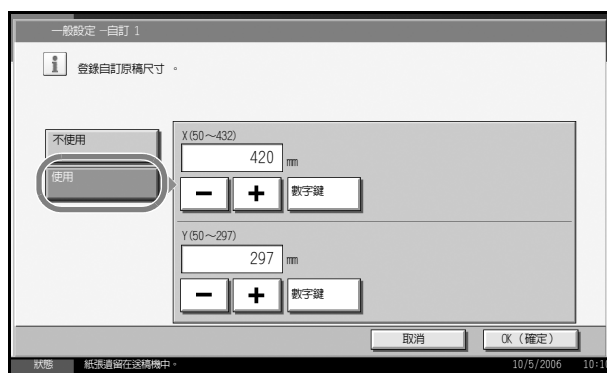 一般設定 －自訂 1
i 登錄自訂原稿尺寸 。
不使用
使用
X(50～432)
420 mm
－ ＋ 數字鍵
Y(50～297)
297 mm
－ ＋ 數字鍵
取消 OK (確定)
狀態 紙張遺留在送稿機中。 10/5/2006